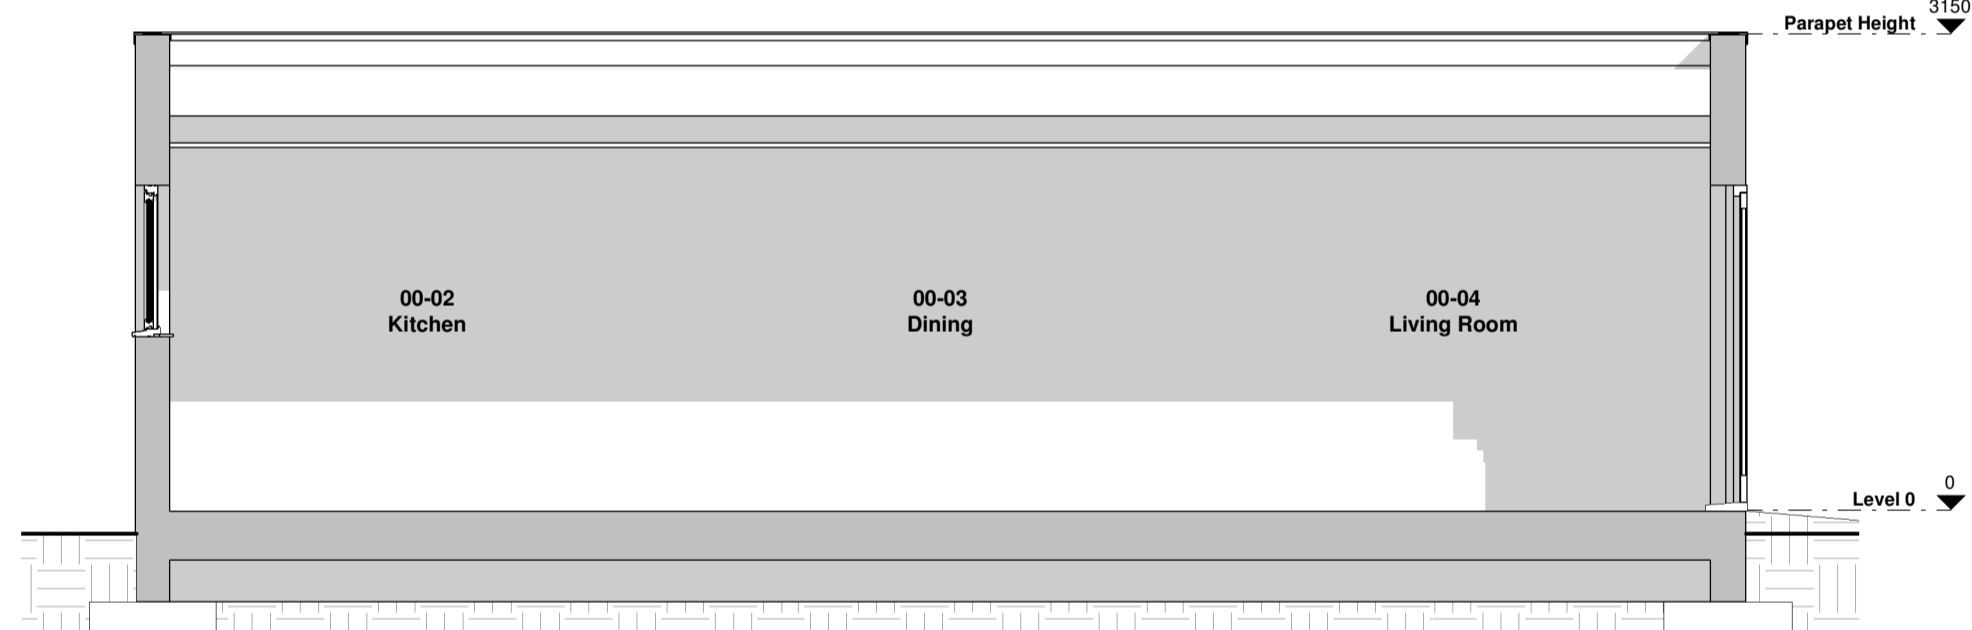 3150
Parapet Height
00-02
Kitchen
00-03
Dining
00-04
Living Room
0
Level 0